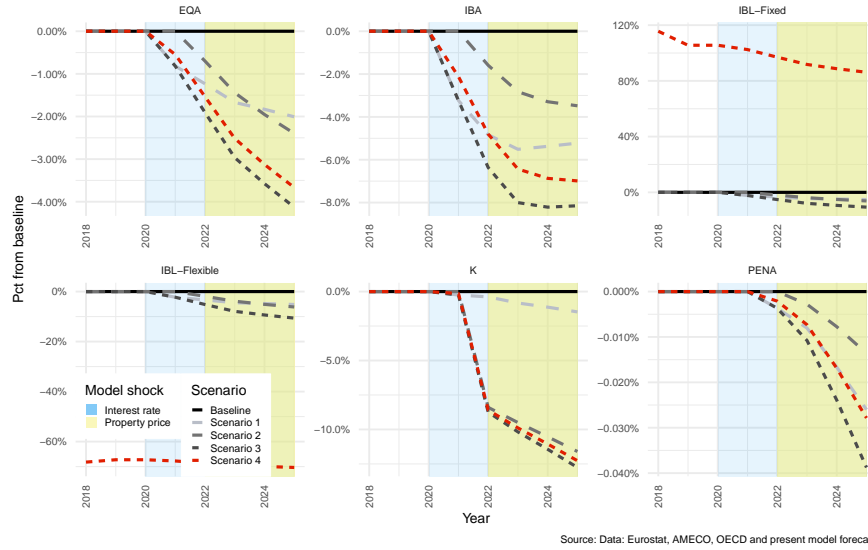 EQA
IBA
IBL−Fixed
0.00%
−1.00%
−2.00%
−3.00%
−4.00%
0.0%
−2.0%
−4.0%
−6.0%
−8.0%
120%
80%
40%
0%
2018
2020
2022
2024
2018
2020
2022
2024
2018
2020
2022
2024
Pct from baseline
IBL−Flexible
K
PENA
0%
−20%
−40%
−60%
0.0%
−5.0%
−10.0%
0.000%
−0.010%
−0.020%
−0.030%
−0.040%
Model shock
Interest rate
Property price
Scenario
Baseline
Scenario 1
Scenario 2
Scenario 3
Scenario 4
2018
2020
2022
2024
2018
2020
2022
2024
2018
2020
2022
2024
Year
Source: Data: Eurostat, AMECO, OECD and present model foreca